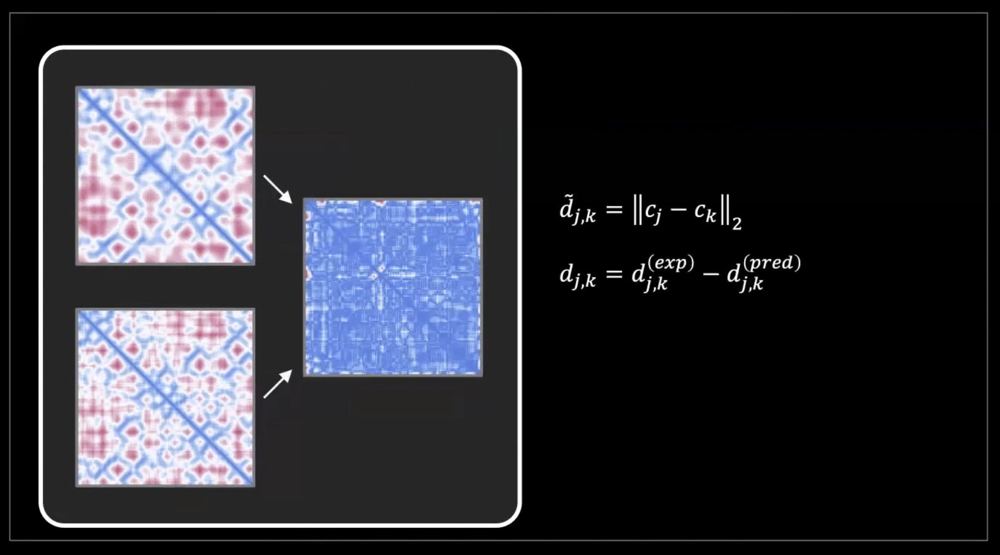 d̃_{j,k} = ‖c_j − c_k‖_2
d_{j,k} = d_{j,k}^{(exp)} − d_{j,k}^{(pred)}